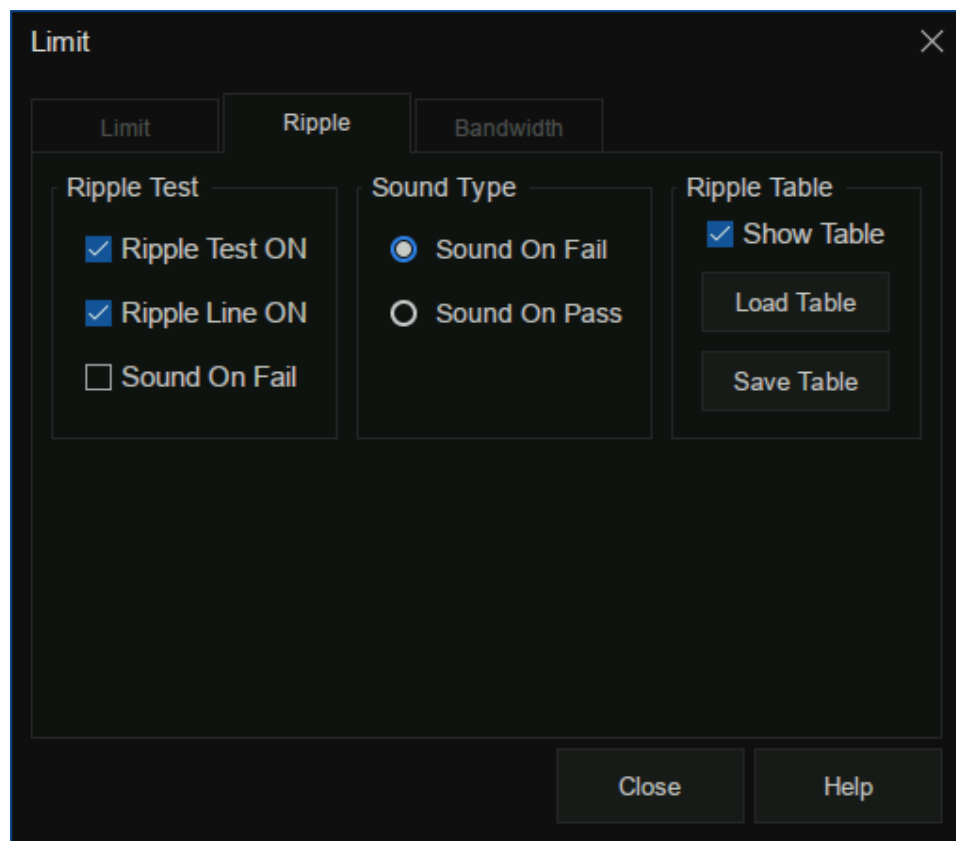 Limit
Limit
Ripple
Bandwidth
Ripple Test
Ripple Test ON
Ripple Line ON
Sound On Fail
Sound Type
Sound On Fail
Sound On Pass
Ripple Table
Show Table
Load Table
Save Table
Close
Help